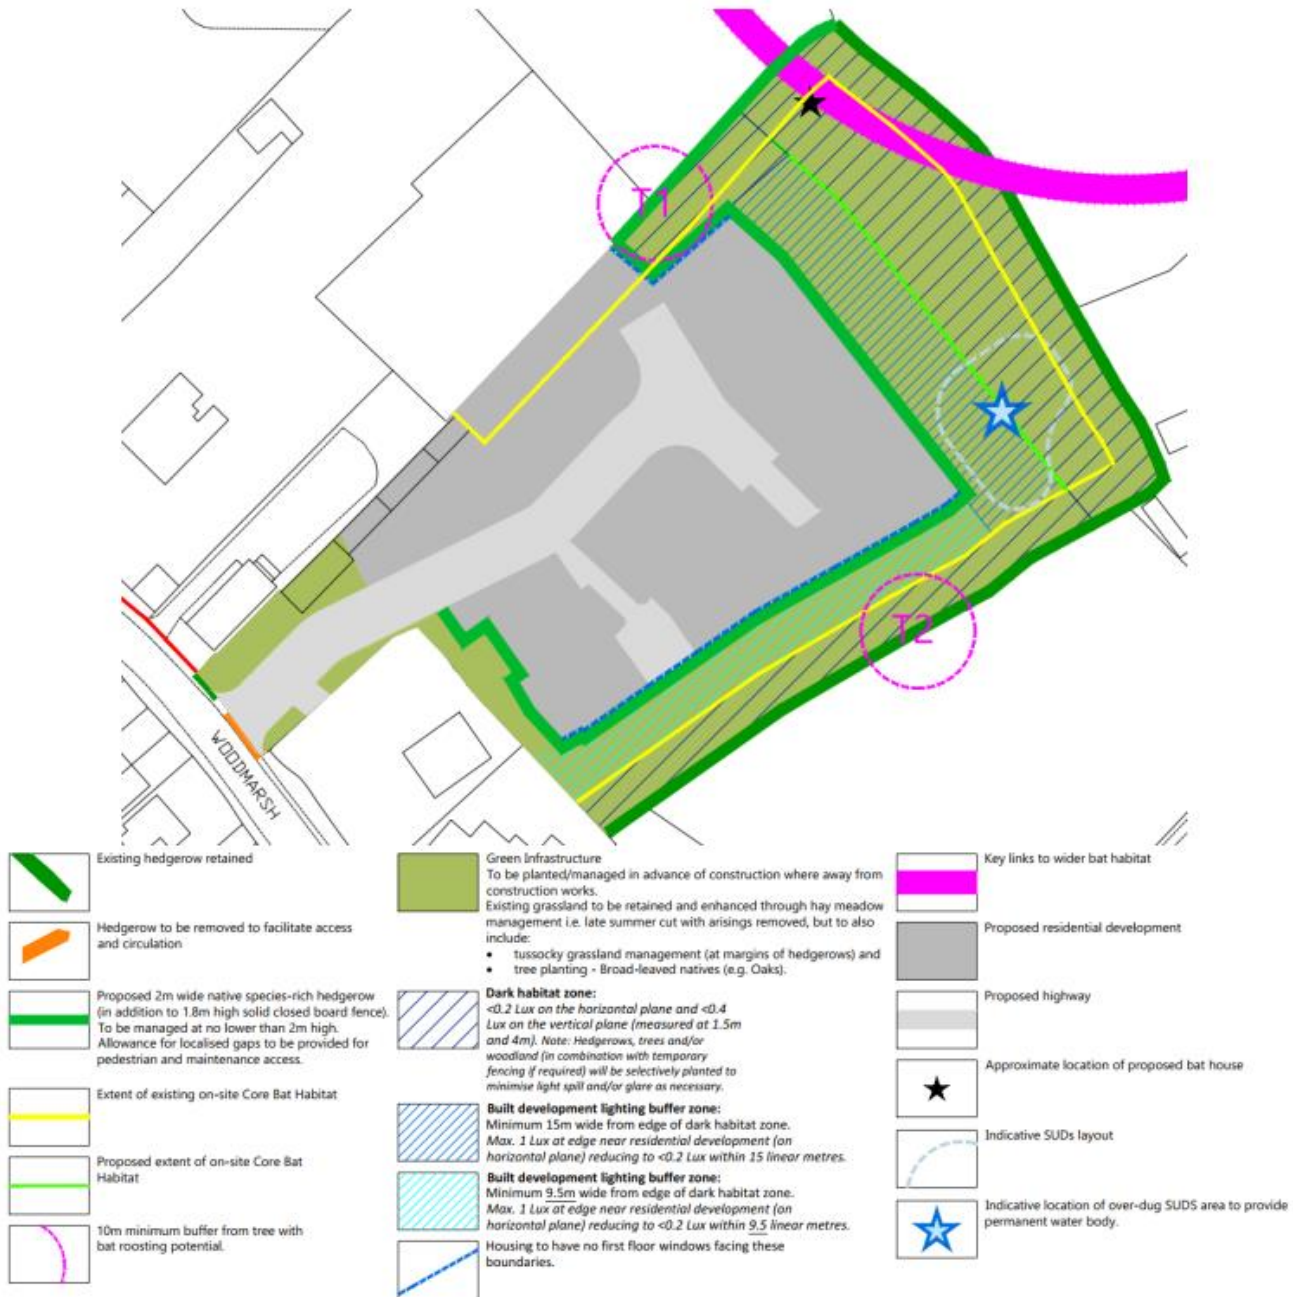 T1
T2
WOODMARSH
Existing hedgerow retained
Hedgerow to be removed to facilitate access
and circulation
Proposed 2m wide native species-rich hedgerow
(in addition to 1.8m high solid closed board fence).
To be managed at no lower than 2m high.
Allowance for localised gaps to be provided for
pedestrian and maintenance access.
Extent of existing on-site Core Bat Habitat
Proposed extent of on-site Core Bat
Habitat
10m minimum buffer from tree with
bat roosting potential.
Green Infrastructure
To be planted/managed in advance of construction where away from
construction works.
Existing grassland to be retained and enhanced through hay meadow
management i.e. late summer cut with arisings removed, but to also
include:
• tussocky grassland management (at margins of hedgerows) and
• tree planting - Broad-leaved natives (e.g. Oaks).
Dark habitat zone:
<0.2 Lux on the horizontal plane and <0.4
Lux on the vertical plane (measured at 1.5m
and 4m). Note: Hedgerows, trees and/or
woodland (in combination with temporary
fencing if required) will be selectively planted to
minimise light spill and/or glare as necessary.
Built development lighting buffer zone:
Minimum 15m wide from edge of dark habitat zone.
Max. 1 Lux at edge near residential development (on
horizontal plane) reducing to <0.2 Lux within 15 linear metres.
Built development lighting buffer zone:
Minimum 9.5m wide from edge of dark habitat zone.
Max. 1 Lux at edge near residential development (on
horizontal plane) reducing to <0.2 Lux within 9.5 linear metres.
Housing to have no first floor windows facing these
boundaries.
Key links to wider bat habitat
Proposed residential development
Proposed highway
Approximate location of proposed bat house
Indicative SUDs layout
Indicative location of over-dug SUDS area to provide
permanent water body.